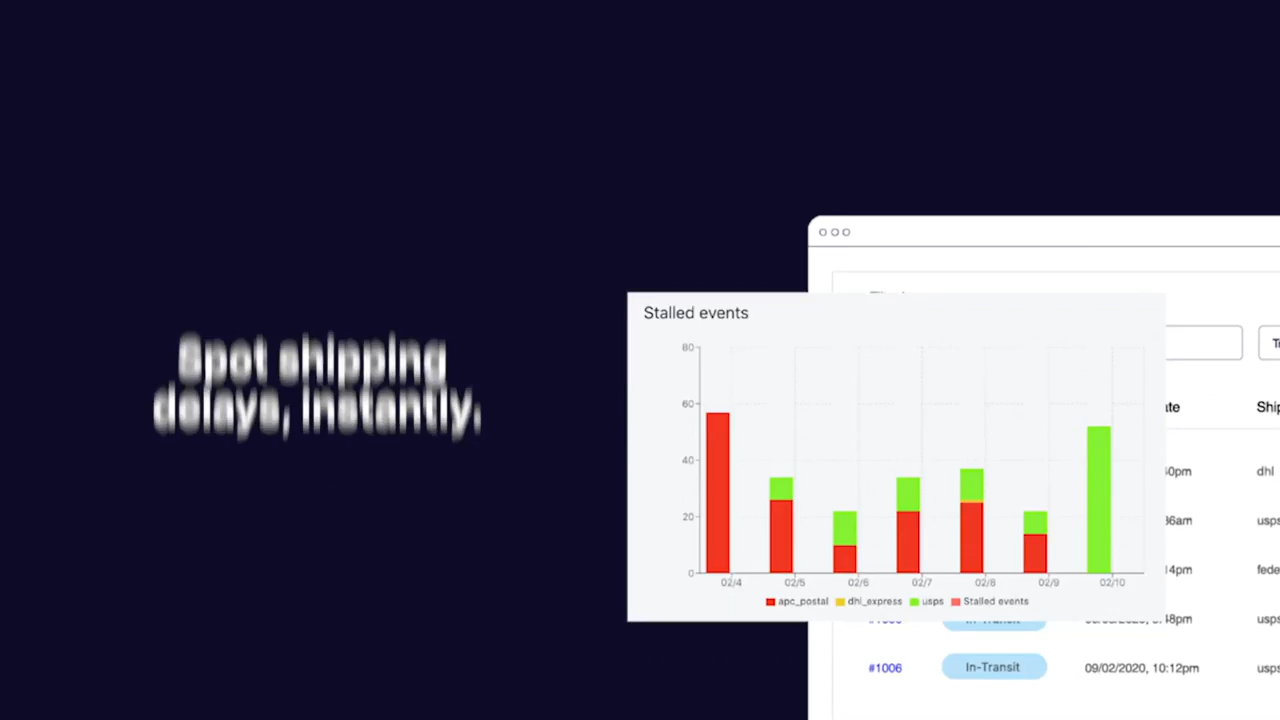 Spot shipping
delays, instantly.
Stalled events
80
60
40
20
0
02/4 02/5 02/6 02/7 02/8 02/9 02/10
apc_postal dhl_express usps Stalled events
Ship
dhl
usps
fede
usps
#1006 In-Transit 09/02/2020, 10:12pm usps